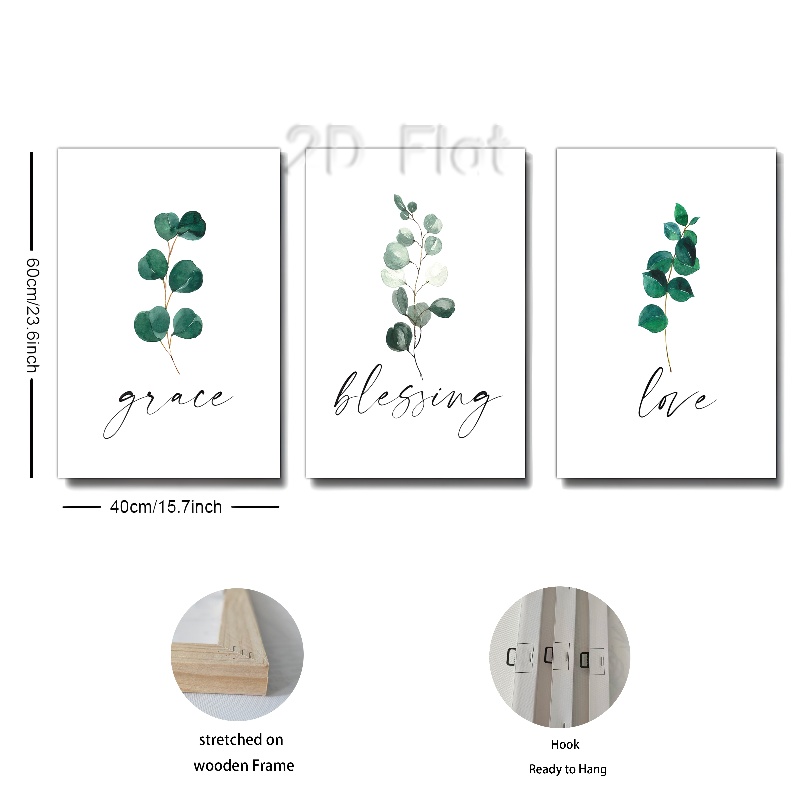 2D Flat
60cm/23.6inch
grace
blessing
love
40cm/15.7inch
stretched on
wooden Frame
Hook
Ready to Hang